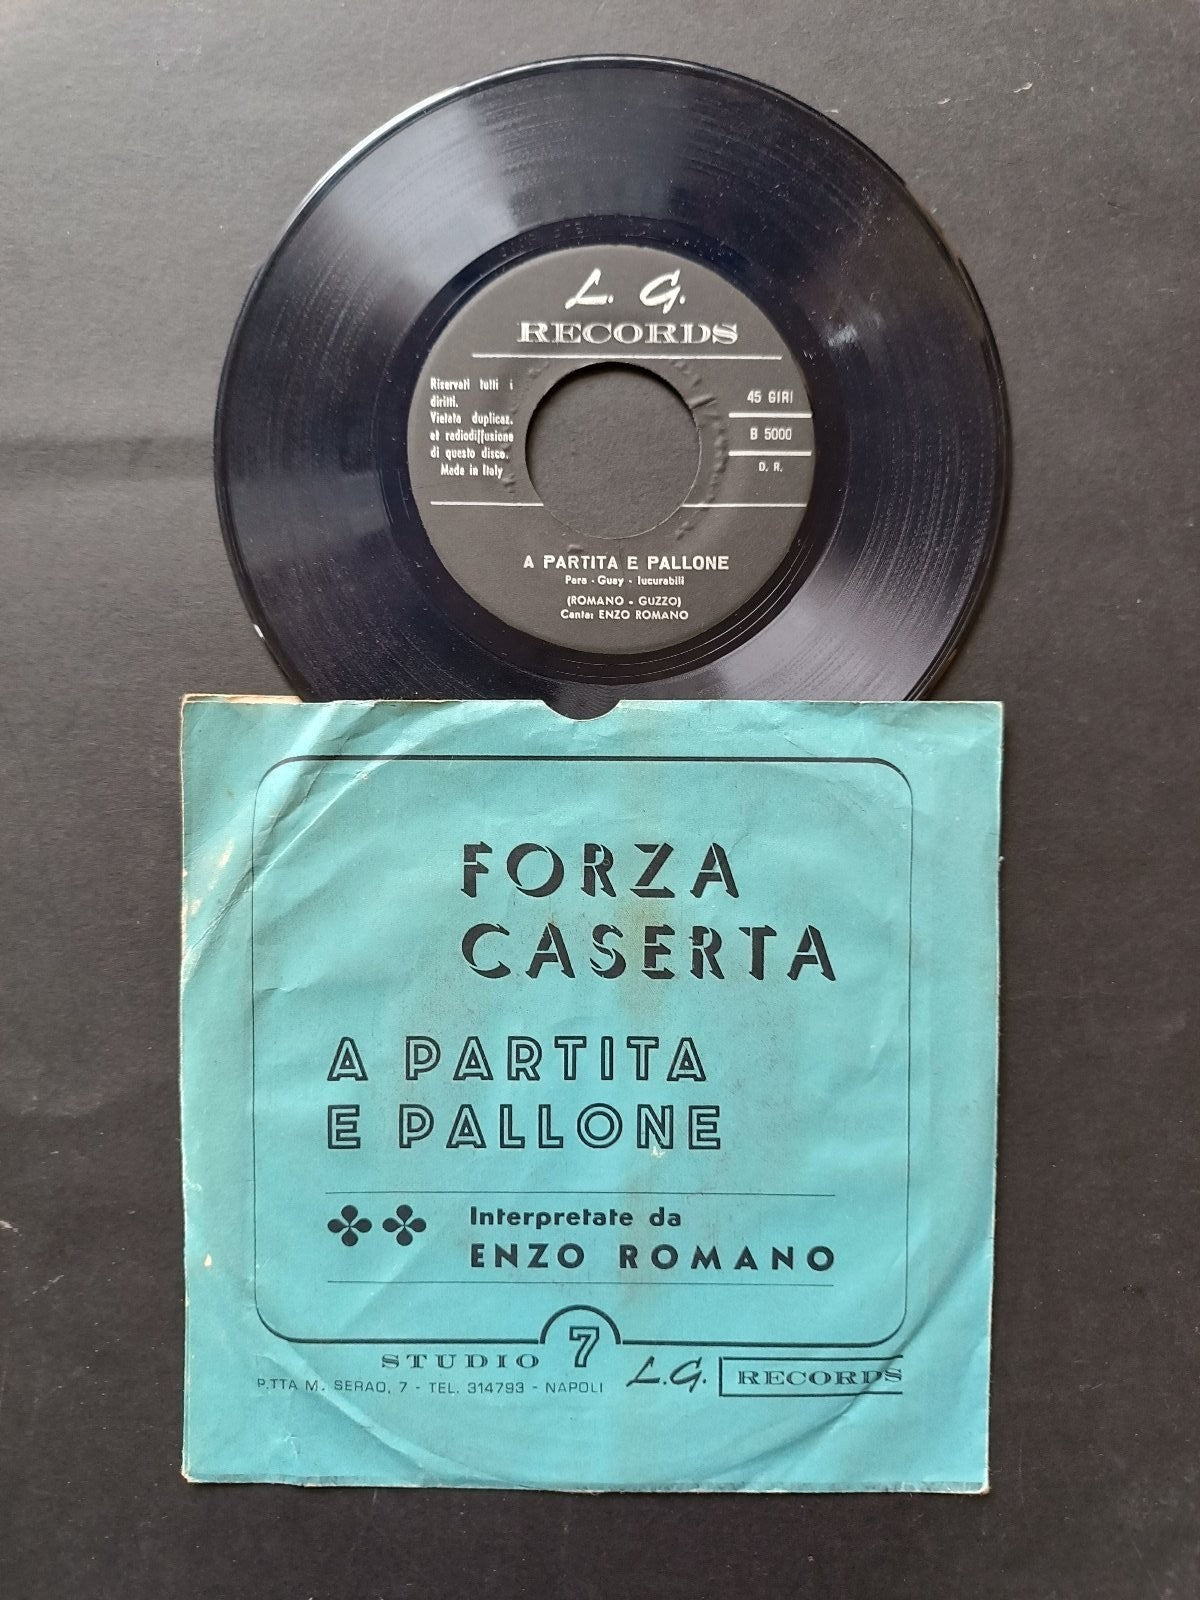 L. G.
RECORDS
Riservati tutti i
diritti.
Vietata duplicaz.
et radiodiffusione
di questo disco.
Made in Italy
45 GIRI
B 5000
D. R.
A PARTITA E PALLONE
Para - Guay - Iucurabili
(ROMANO - GUZZO)
Canta: ENZO ROMANO
FORZA
CASERTA
A PARTITA
E PALLONE
Interpretate da
ENZO ROMANO
STUDIO 7
P.TTA M. SERAO, 7 - TEL. 314793 - NAPOLI
L.G. RECORDS